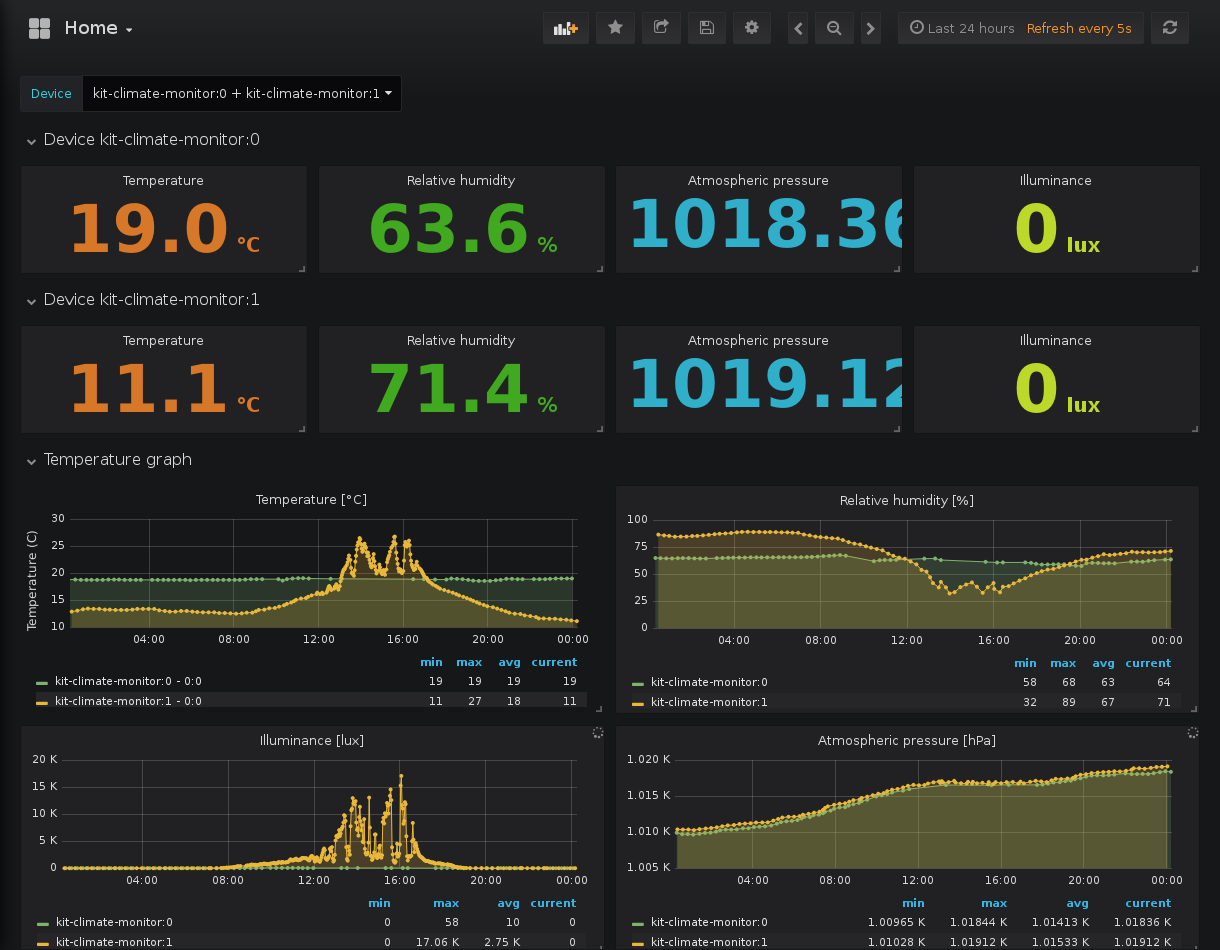 Home
Last 24 hours Refresh every 5s
Device kit-climate-monitor:0 + kit-climate-monitor:1
Device kit-climate-monitor:0
Temperature
19.0 °C
Relative humidity
63.6 %
Atmospheric pressure
1018.36
Illuminance
0 lux
Device kit-climate-monitor:1
Temperature
11.1 °C
Relative humidity
71.4 %
Atmospheric pressure
1019.12
Illuminance
0 lux
Temperature graph
Temperature [°C]
Temperature (C)
30
25
20
15
10
04:00 08:00 12:00 16:00 20:00 00:00
min max avg current
kit-climate-monitor:0 - 0:0 19 19 19 19
kit-climate-monitor:1 - 0:0 11 27 18 11
Relative humidity [%]
100
75
50
25
0
04:00 08:00 12:00 16:00 20:00 00:00
min max avg current
kit-climate-monitor:0 58 68 63 64
kit-climate-monitor:1 32 89 67 71
Illuminance [lux]
20 K
15 K
10 K
5 K
0
04:00 08:00 12:00 16:00 20:00 00:00
min max avg current
kit-climate-monitor:0 0 58 10 0
kit-climate-monitor:1 0 17.06 K 2.75 K 0
Atmospheric pressure [hPa]
1.020 K
1.015 K
1.010 K
1.005 K
04:00 08:00 12:00 16:00 20:00 00:00
min max avg current
kit-climate-monitor:0 1.00965 K 1.01844 K 1.01413 K 1.01836 K
kit-climate-monitor:1 1.01028 K 1.01912 K 1.01533 K 1.01912 K